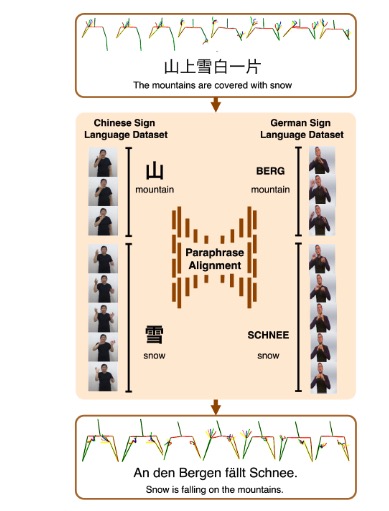 山上雪白一片
The mountains are covered with snow
Chinese Sign
Language Dataset
German Sign
Language Dataset
山
mountain
BERG
mountain
Paraphrase
Alignment
雪
snow
SCHNEE
snow
An den Bergen fällt Schnee.
Snow is falling on the mountains.